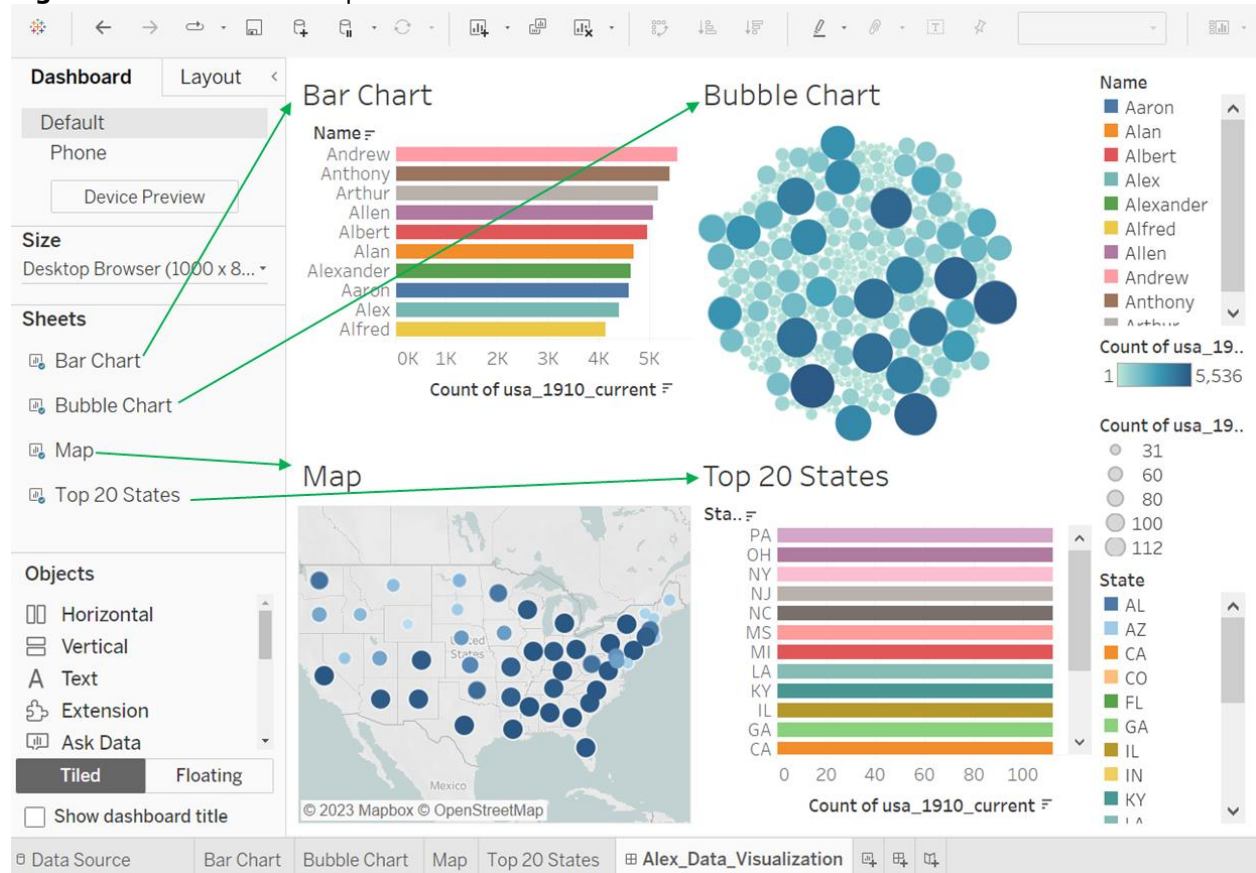 Dashboard
Layout
Default
Phone
Device Preview
Size
Desktop Browser (1000 x 8...
Sheets
Bar Chart
Bubble Chart
Map
Top 20 States
Objects
Horizontal
Vertical
Text
Extension
Ask Data
Tiled
Floating
Show dashboard title
Bar Chart
Name
Andrew
Anthony
Arthur
Allen
Albert
Alan
Alexander
Aaron
Alex
Alfred
0K 1K 2K 3K 4K 5K
Count of usa_1910_current
Bubble Chart
Map
United
States
Mexico
© 2023 Mapbox © OpenStreetMap
Top 20 States
Sta..
PA
OH
NY
NJ
NC
MS
MI
LA
KY
IL
GA
CA
0 20 40 60 80 100
Count of usa_1910_current
Name
Aaron
Alan
Albert
Alex
Alexander
Alfred
Allen
Andrew
Anthony
Arthur
Count of usa_19..
1 5,536
Count of usa_19..
31
60
80
100
112
State
AL
AZ
CA
CO
FL
GA
IL
IN
KY
LA
Data Source
Bar Chart
Bubble Chart
Map
Top 20 States
Alex_Data_Visualization